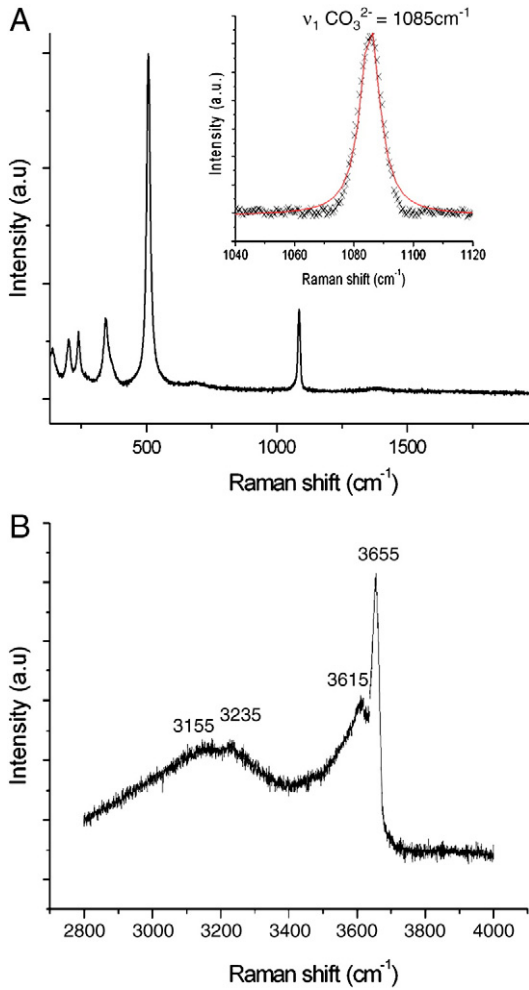 A
ν₁ CO₃²⁻ = 1085cm⁻¹
Intensity (a.u.)
1040 1060 1080 1100 1120
Raman shift (cm⁻¹)
Intensity (a.u)
500 1000 1500
Raman shift (cm⁻¹)
B
3655
3615
3235
3155
Intensity (a.u)
2800 3000 3200 3400 3600 3800 4000
Raman shift (cm⁻¹)